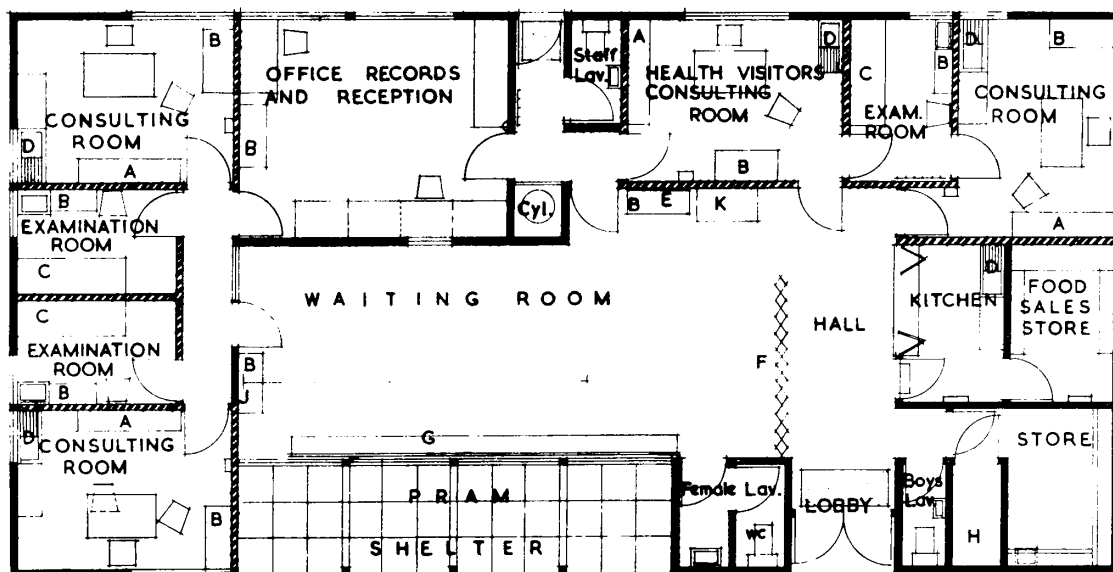 B
CONSULTING
ROOM
D
A
OFFICE RECORDS
AND RECEPTION
B
Staff
Lav.
A
D
HEALTH VISITORS
CONSULTING
ROOM
B
C
B
EXAM.
ROOM
D
B
CONSULTING
ROOM
A
B
EXAMINATION
ROOM
C
Cyl.
B E K
C
EXAMINATION
ROOM
B
WAITING ROOM
B
J
F
HALL
D
KITCHEN
FOOD
SALES
STORE
A
D
CONSULTING
ROOM
B
G
PRAM
SHELTER
Female Lav.
WC
LOBBY
Boys
Lav.
H
STORE